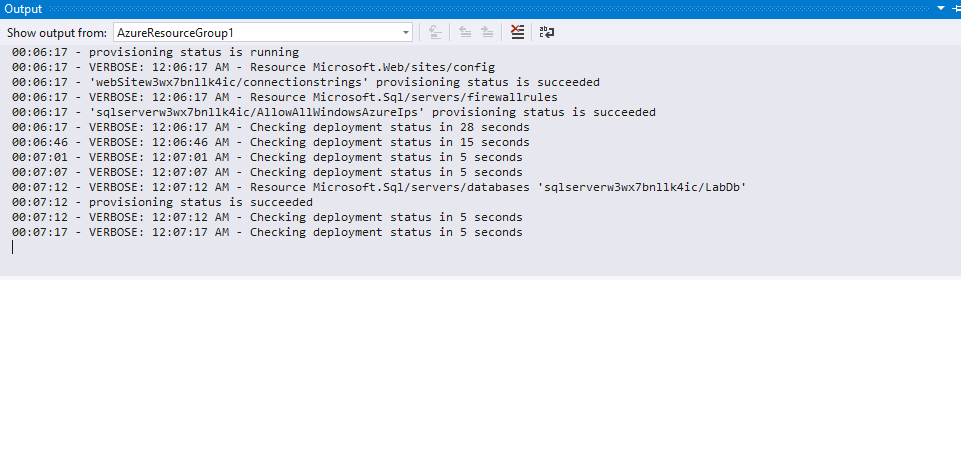 Output
Show output from: AzureResourceGroup1
00:06:17 - provisioning status is running
00:06:17 - VERBOSE: 12:06:17 AM - Resource Microsoft.Web/sites/config
00:06:17 - 'webSitew3wx7bnllk4ic/connectionstrings' provisioning status is succeeded
00:06:17 - VERBOSE: 12:06:17 AM - Resource Microsoft.Sql/servers/firewallrules
00:06:17 - 'sqlserverw3wx7bnllk4ic/AllowAllWindowsAzureIps' provisioning status is succeeded
00:06:17 - VERBOSE: 12:06:17 AM - Checking deployment status in 28 seconds
00:06:46 - VERBOSE: 12:06:46 AM - Checking deployment status in 15 seconds
00:07:01 - VERBOSE: 12:07:01 AM - Checking deployment status in 5 seconds
00:07:07 - VERBOSE: 12:07:07 AM - Checking deployment status in 5 seconds
00:07:12 - VERBOSE: 12:07:12 AM - Resource Microsoft.Sql/servers/databases 'sqlserverw3wx7bnllk4ic/LabDb'
00:07:12 - provisioning status is succeeded
00:07:12 - VERBOSE: 12:07:12 AM - Checking deployment status in 5 seconds
00:07:17 - VERBOSE: 12:07:17 AM - Checking deployment status in 5 seconds